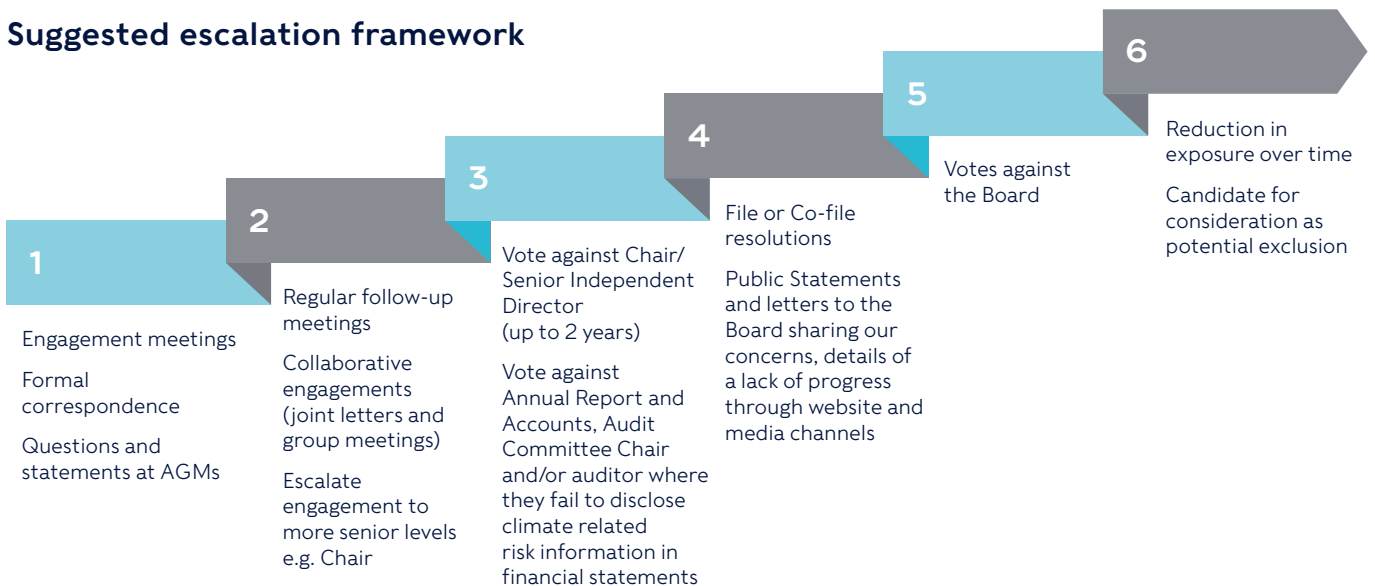 Suggested escalation framework
1
Engagement meetings
Formal
correspondence
Questions and
statements at AGMs
2
Regular follow-up
meetings
Collaborative
engagements
(joint letters and
group meetings)
Escalate
engagement to
more senior levels
e.g. Chair
3
Vote against Chair/
Senior Independent
Director
(up to 2 years)
Vote against
Annual Report and
Accounts, Audit
Committee Chair
and/or auditor where
they fail to disclose
climate related
risk information in
financial statements
4
File or Co-file
resolutions
Public Statements
and letters to the
Board sharing our
concerns, details of
a lack of progress
through website and
media channels
5
Votes against
the Board
6
Reduction in
exposure over time
Candidate for
consideration as
potential exclusion